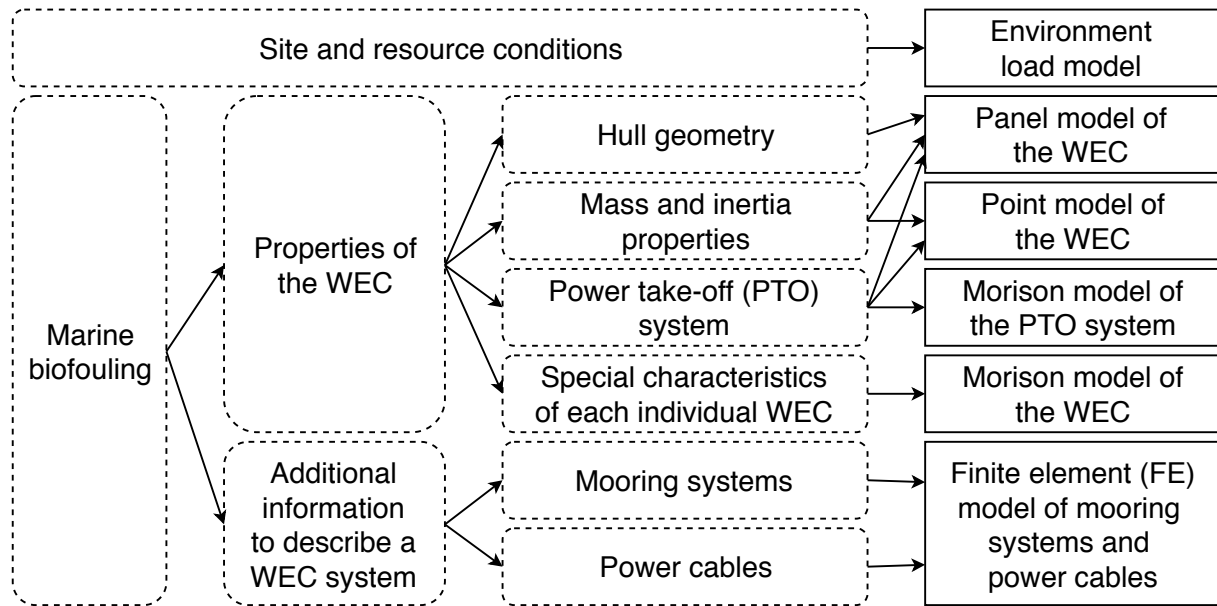 Site and resource conditions
Environment
load model
Marine
biofouling
Properties of
the WEC
Additional
information
to describe a
WEC system
Hull geometry
Mass and inertia
properties
Power take-off (PTO)
system
Special characteristics
of each individual WEC
Mooring systems
Power cables
Panel model of
the WEC
Point model of
the WEC
Morison model of
the PTO system
Morison model of
the WEC
Finite element (FE)
model of mooring
systems and
power cables